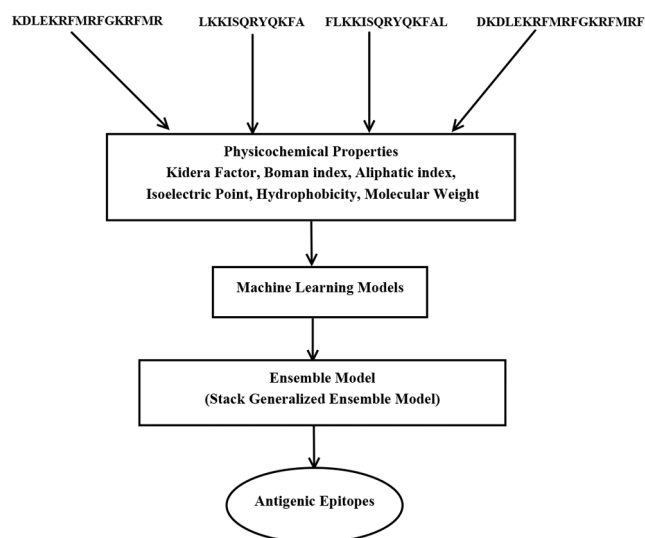 KDLEKRFMRFGKRFMR LKKISQRYQKFA FLKKISQRYQKFAL DKDLEKRFMRFGKRFMRF
Physicochemical Properties
Kidera Factor, Boman index, Aliphatic index,
Isoelectric Point, Hydrophobicity, Molecular Weight
Machine Learning Models
Ensemble Model
(Stack Generalized Ensemble Model)
Antigenic Epitopes